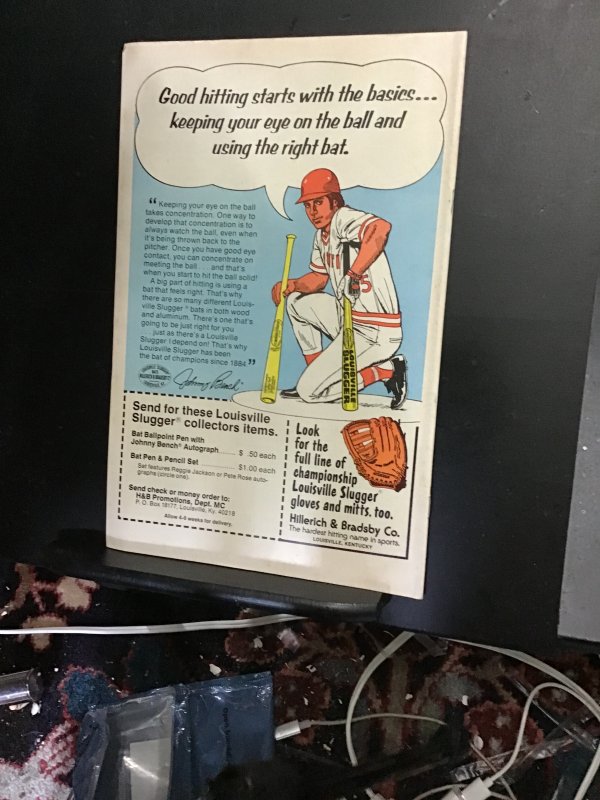 Good hitting starts with the basics...
keeping your eye on the ball and
using the right bat.
“ Keeping your eye on the ball
takes concentration. One way to
develop that concentration is to
always watch the ball, even when
it's being thrown back to the
pitcher. Once you have good eye
contact, you can concentrate on
meeting the ball . . . and that's
when you start to hit the ball solid!
A big part of hitting is using a
bat that feels right. That's why
there are so many different Louis-
ville Slugger® bats in both wood
and aluminum. There's one that's
going to be just right for you
. . . just as there's a Louisville
Slugger I depend on! That's why
Louisville Slugger has been
the bat of champions since 1884. ”
Johnny Bench
5
LOUISVILLE
SLUGGER
Send for these Louisville
Slugger® collectors items.
Bat Ballpoint Pen with
Johnny Bench® Autograph........ $ .50 each
Bat Pen & Pencil Set ................ $1.00 each
Set features Reggie Jackson or Pete Rose auto-
graphs (circle one).
Send check or money order to:
H&B Promotions, Dept. MC
P. O. Box 18177, Louisville, Ky. 40218
Allow 4-6 weeks for delivery.
Look
for the
full line of
championship
Louisville Slugger®
gloves and mitts, too.
Hillerich & Bradsby Co.
The hardest hitting name in sports.
LOUISVILLE, KENTUCKY